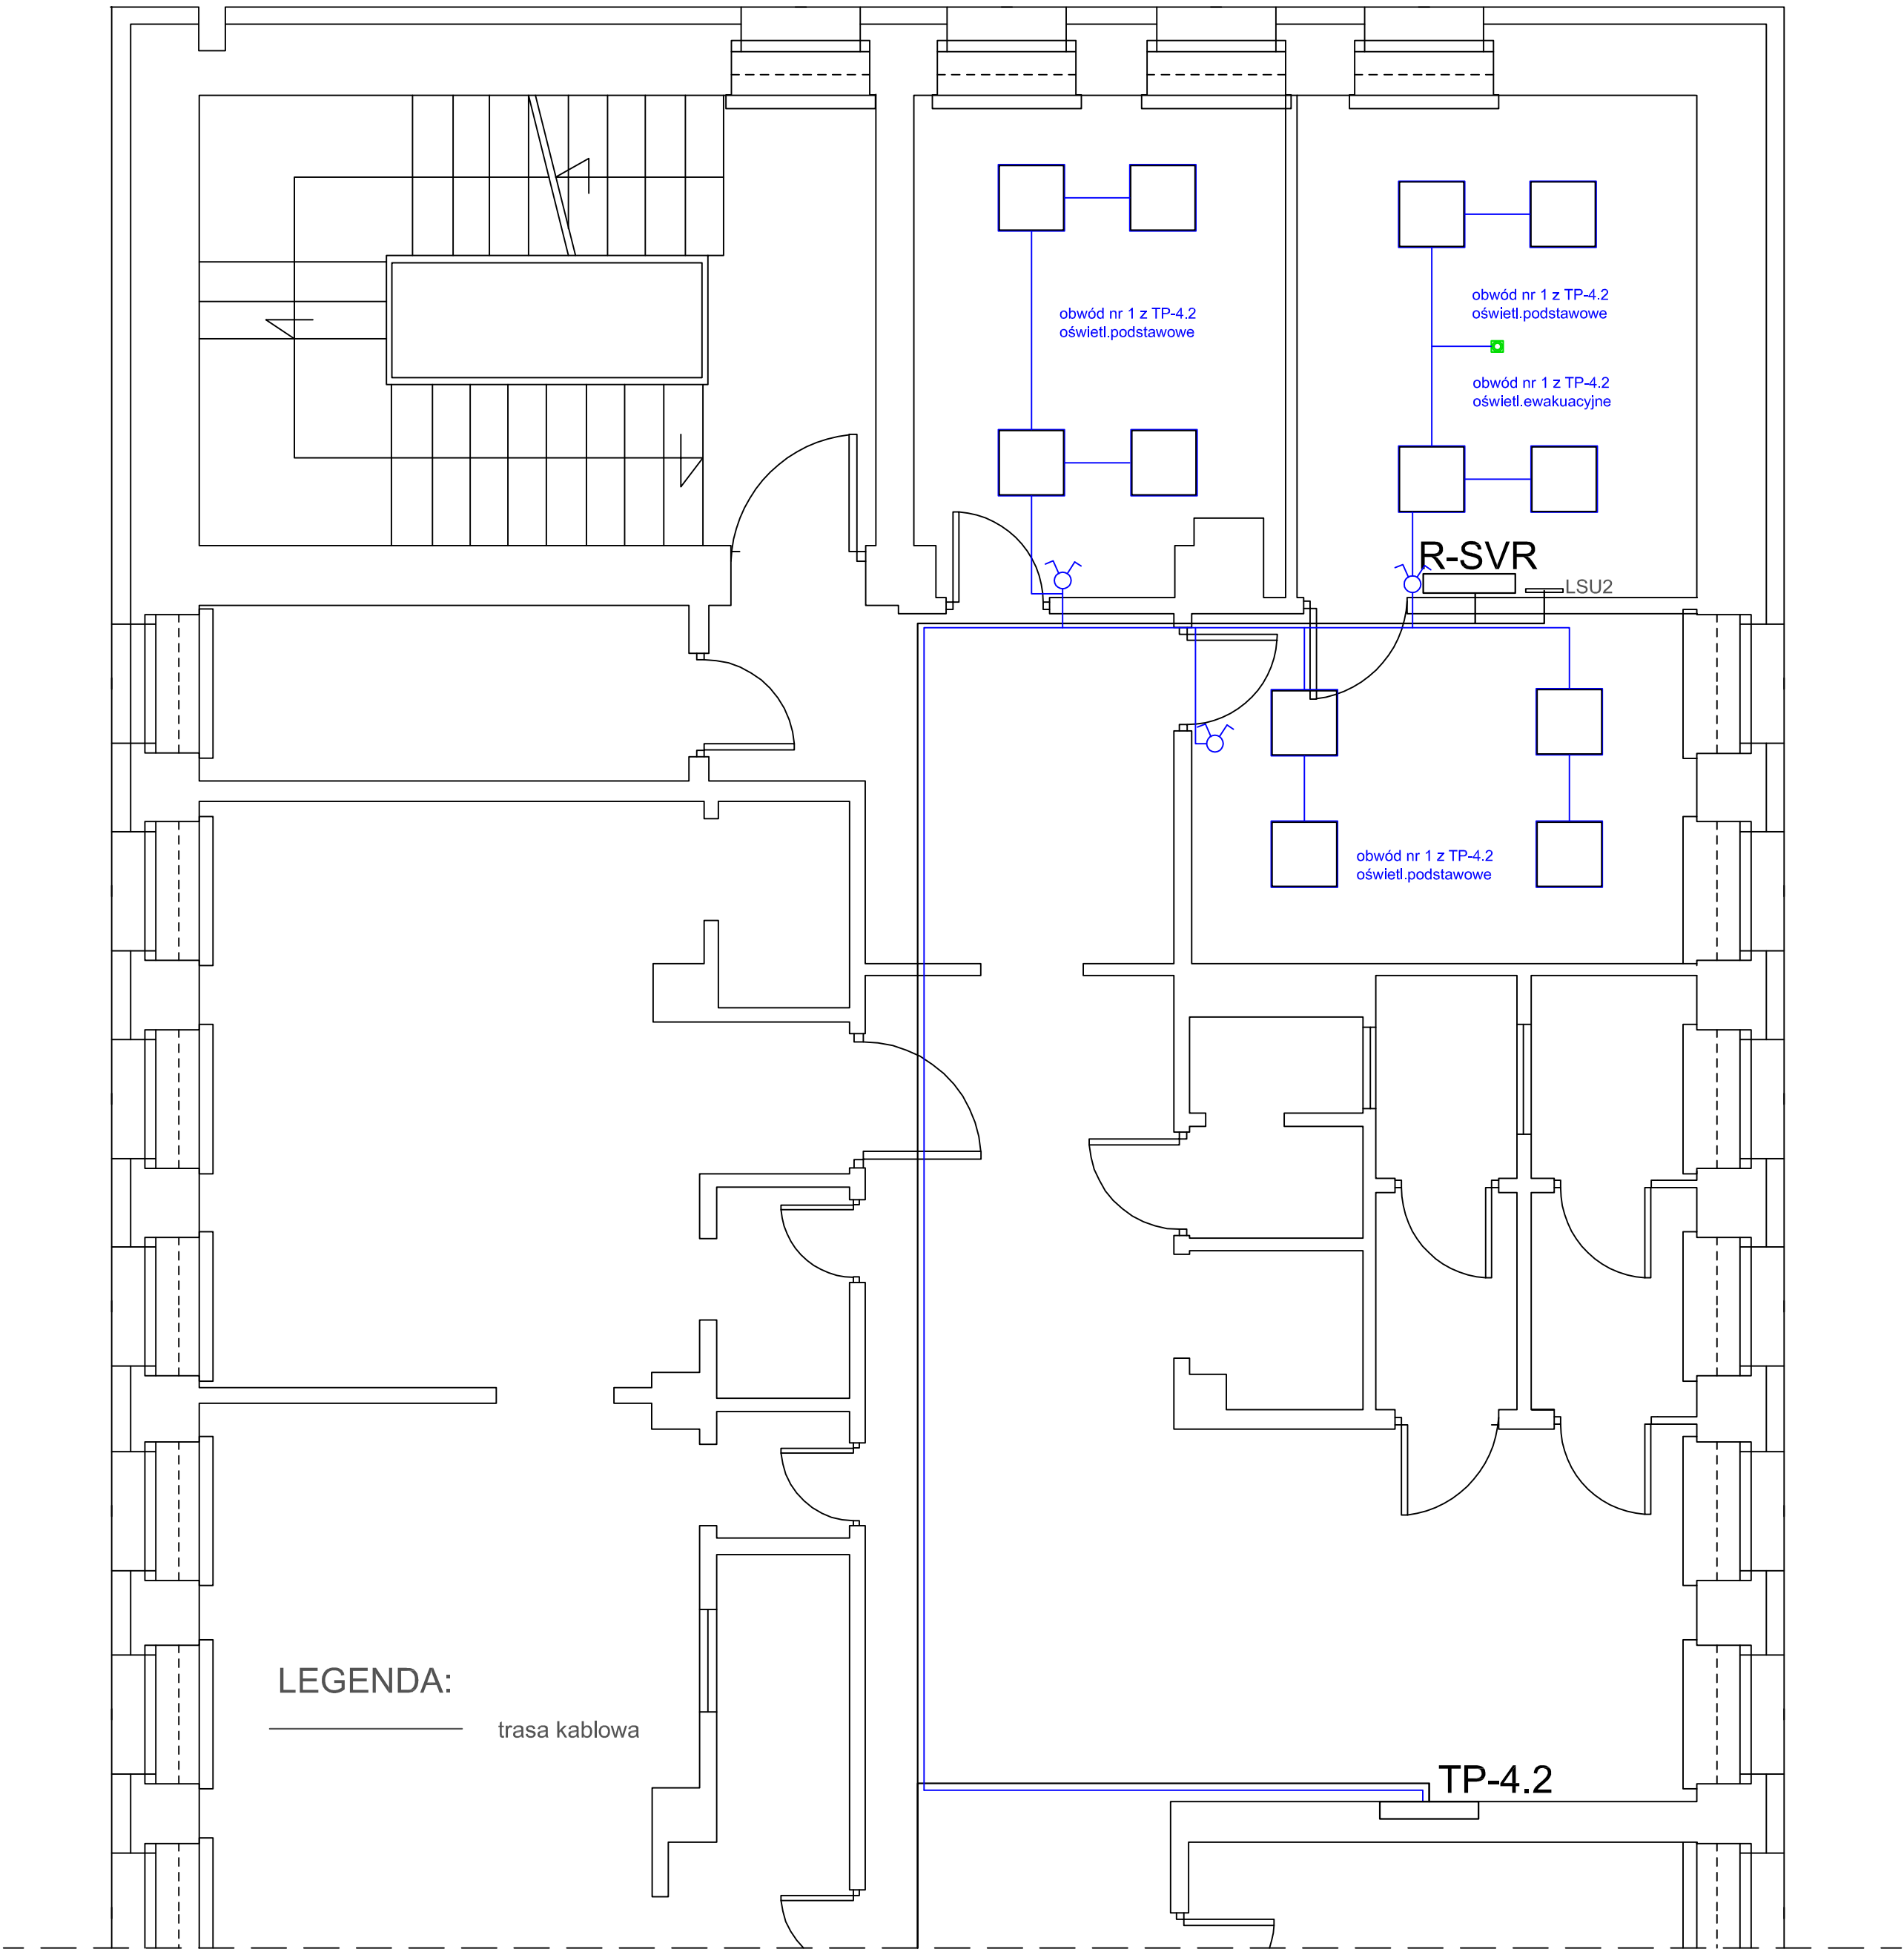 obwód nr 1 z TP-4.2
oświetl.podstawowe
obwód nr 1 z TP-4.2
oświetl.podstawowe
obwód nr 1 z TP-4.2
oświetl.ewakuacyjne
R-SVR
LSU2
obwód nr 1 z TP-4.2
oświetl.podstawowe
LEGENDA:
trasa kablowa
TP-4.2